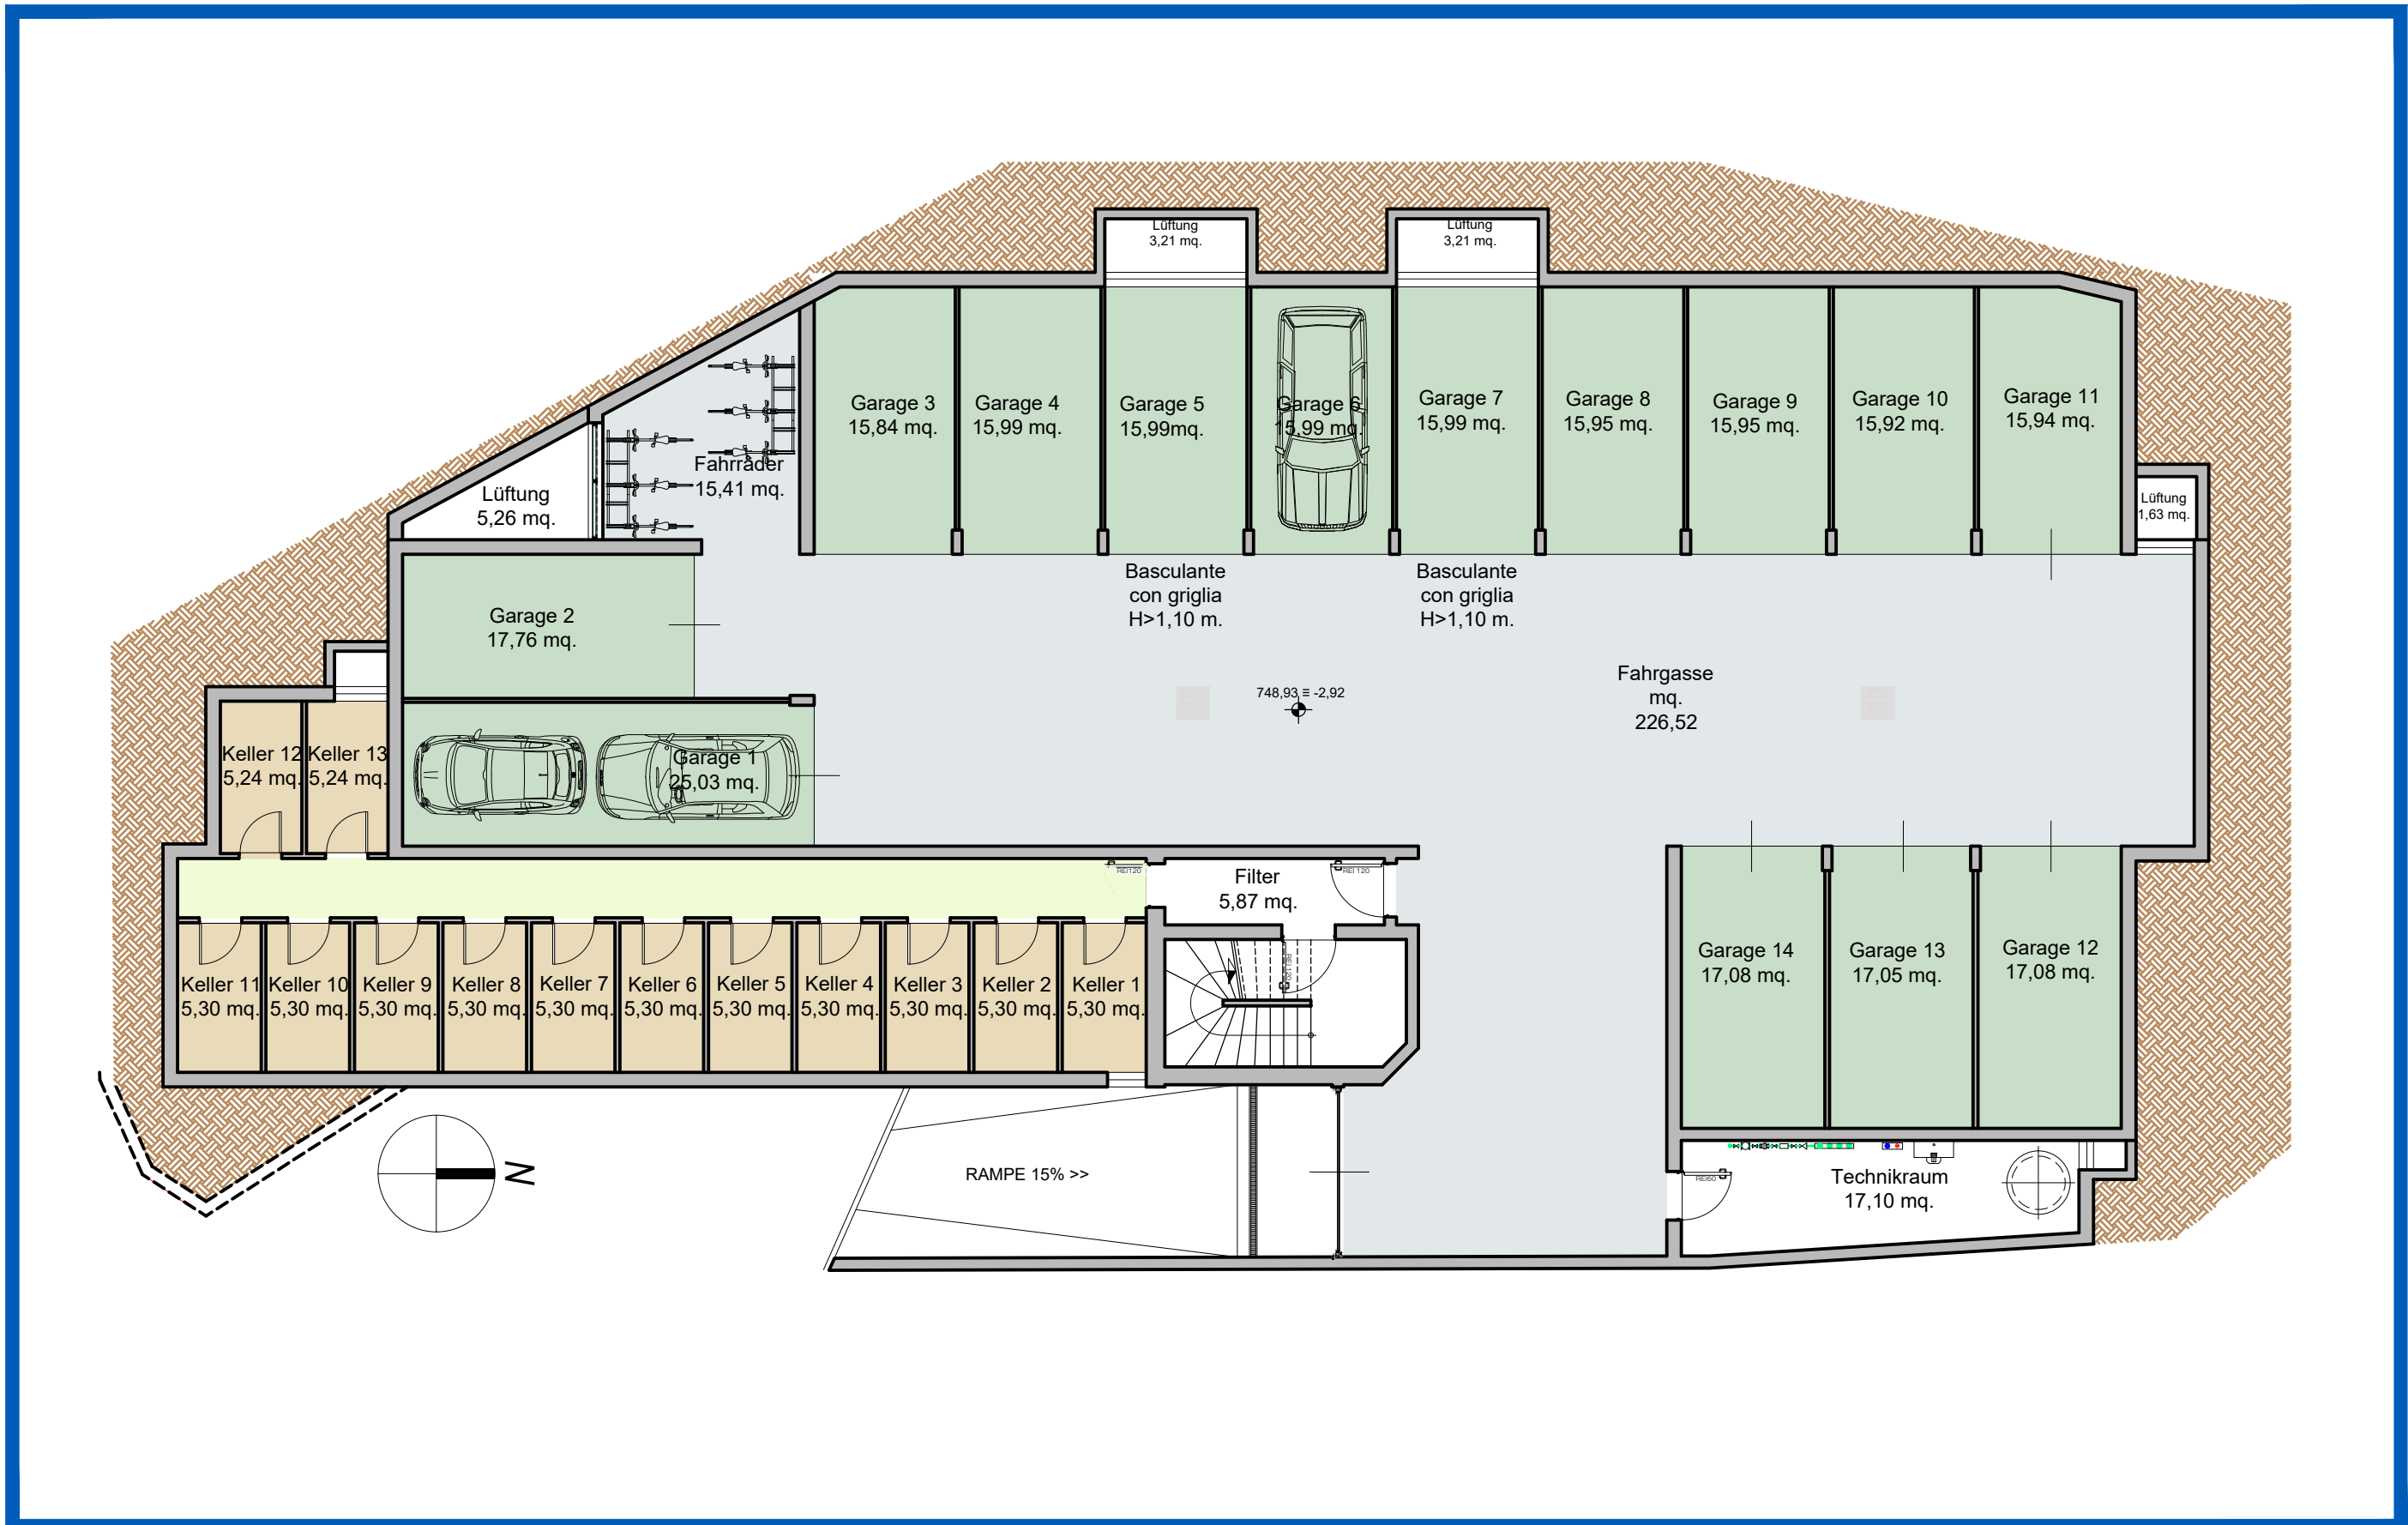 Lüftung
3,21 mq.
Lüftung
3,21 mq.
Garage 3
15,84 mq.
Garage 4
15,99 mq.
Garage 5
15,99mq.
Garage 6
15,99 mq.
Garage 7
15,99 mq.
Garage 8
15,95 mq.
Garage 9
15,95 mq.
Garage 10
15,92 mq.
Garage 11
15,94 mq.
Fahrräder
15,41 mq.
Lüftung
5,26 mq.
Lüftung
1,63 mq.
Basculante
con griglia
H>1,10 m.
Basculante
con griglia
H>1,10 m.
Garage 2
17,76 mq.
Fahrgasse
mq.
226,52
748,93 = -2,92
Garage 1
25,03 mq.
Keller 12
5,24 mq.
Keller 13
5,24 mq.
REI120
Filter
5,87 mq.
REI 120
REI120
Keller 11
5,30 mq.
Keller 10
5,30 mq.
Keller 9
5,30 mq.
Keller 8
5,30 mq.
Keller 7
5,30 mq.
Keller 6
5,30 mq.
Keller 5
5,30 mq.
Keller 4
5,30 mq.
Keller 3
5,30 mq.
Keller 2
5,30 mq.
Keller 1
5,30 mq.
Garage 14
17,08 mq.
Garage 13
17,05 mq.
Garage 12
17,08 mq.
N
RAMPE 15% >>
REI60
Technikraum
17,10 mq.